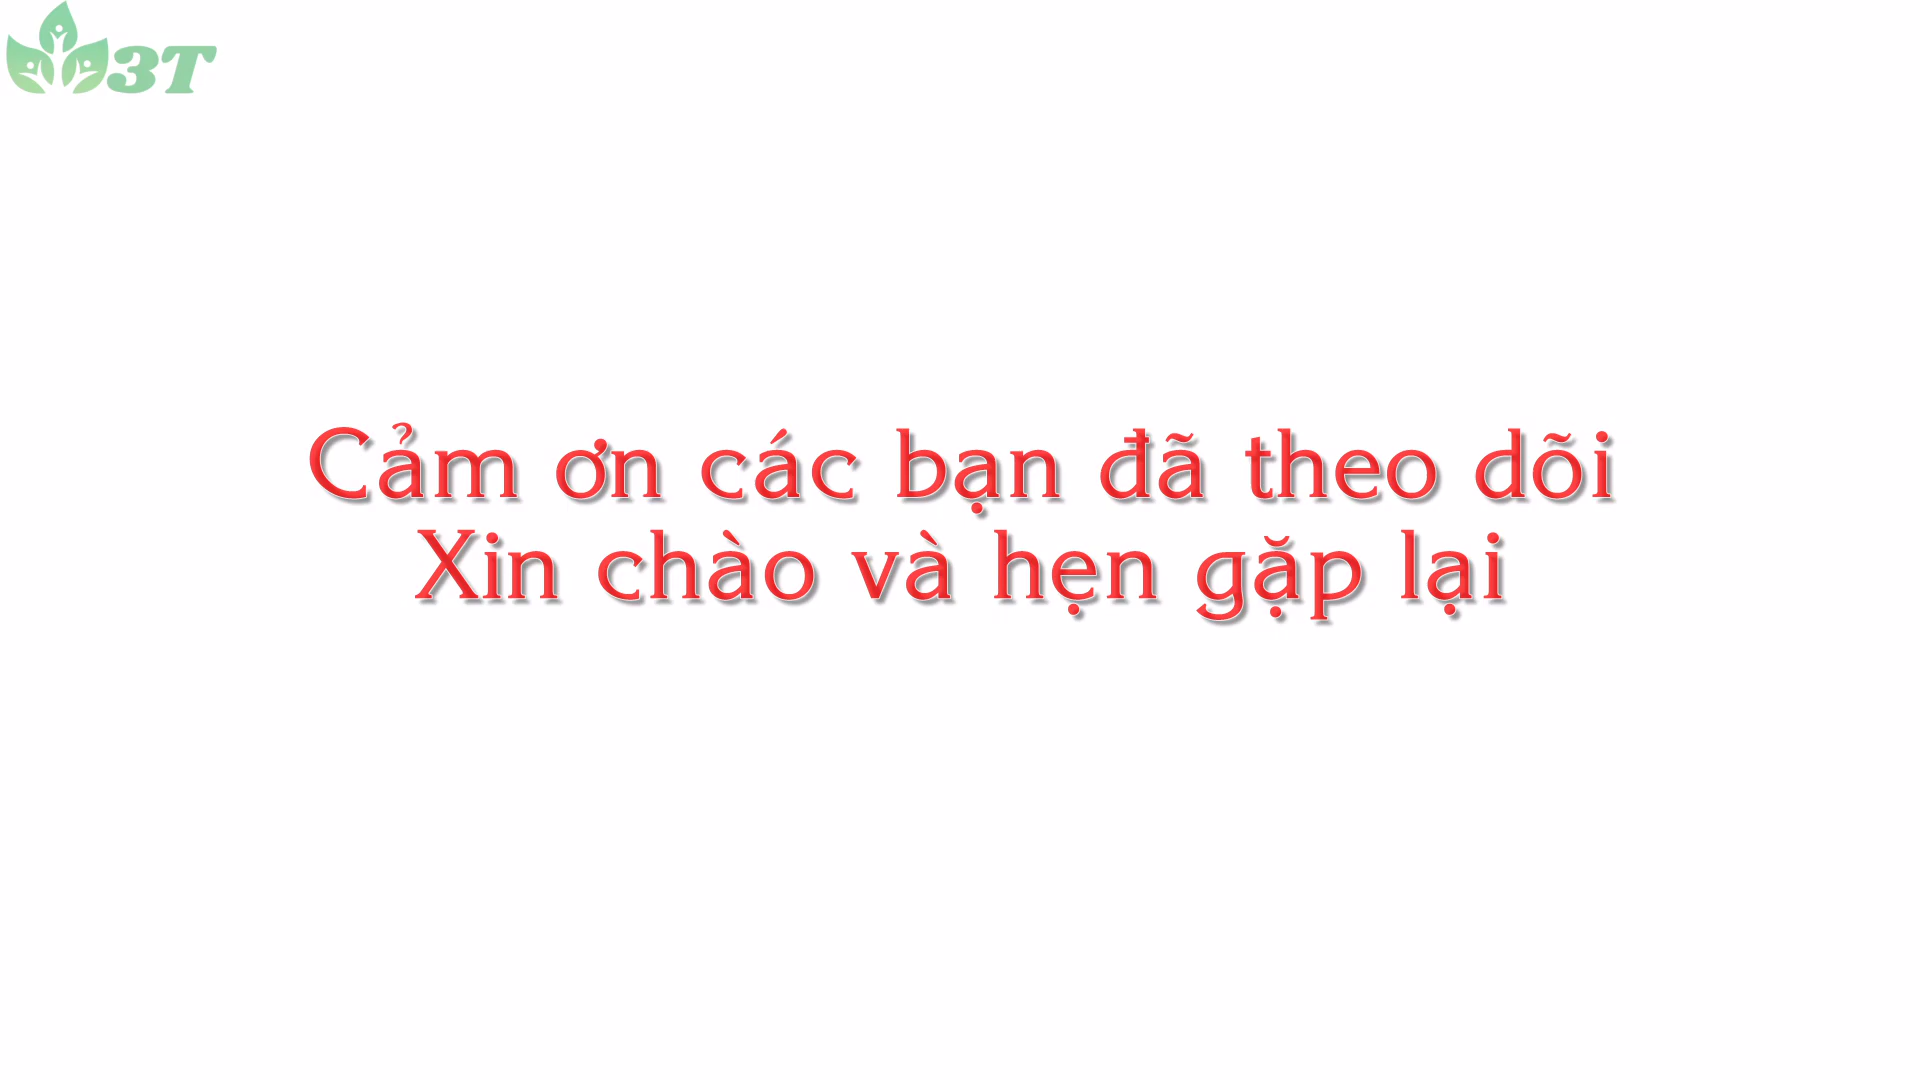 3T
Cảm ơn các bạn đã theo dõi
Xin chào và hẹn gặp lại